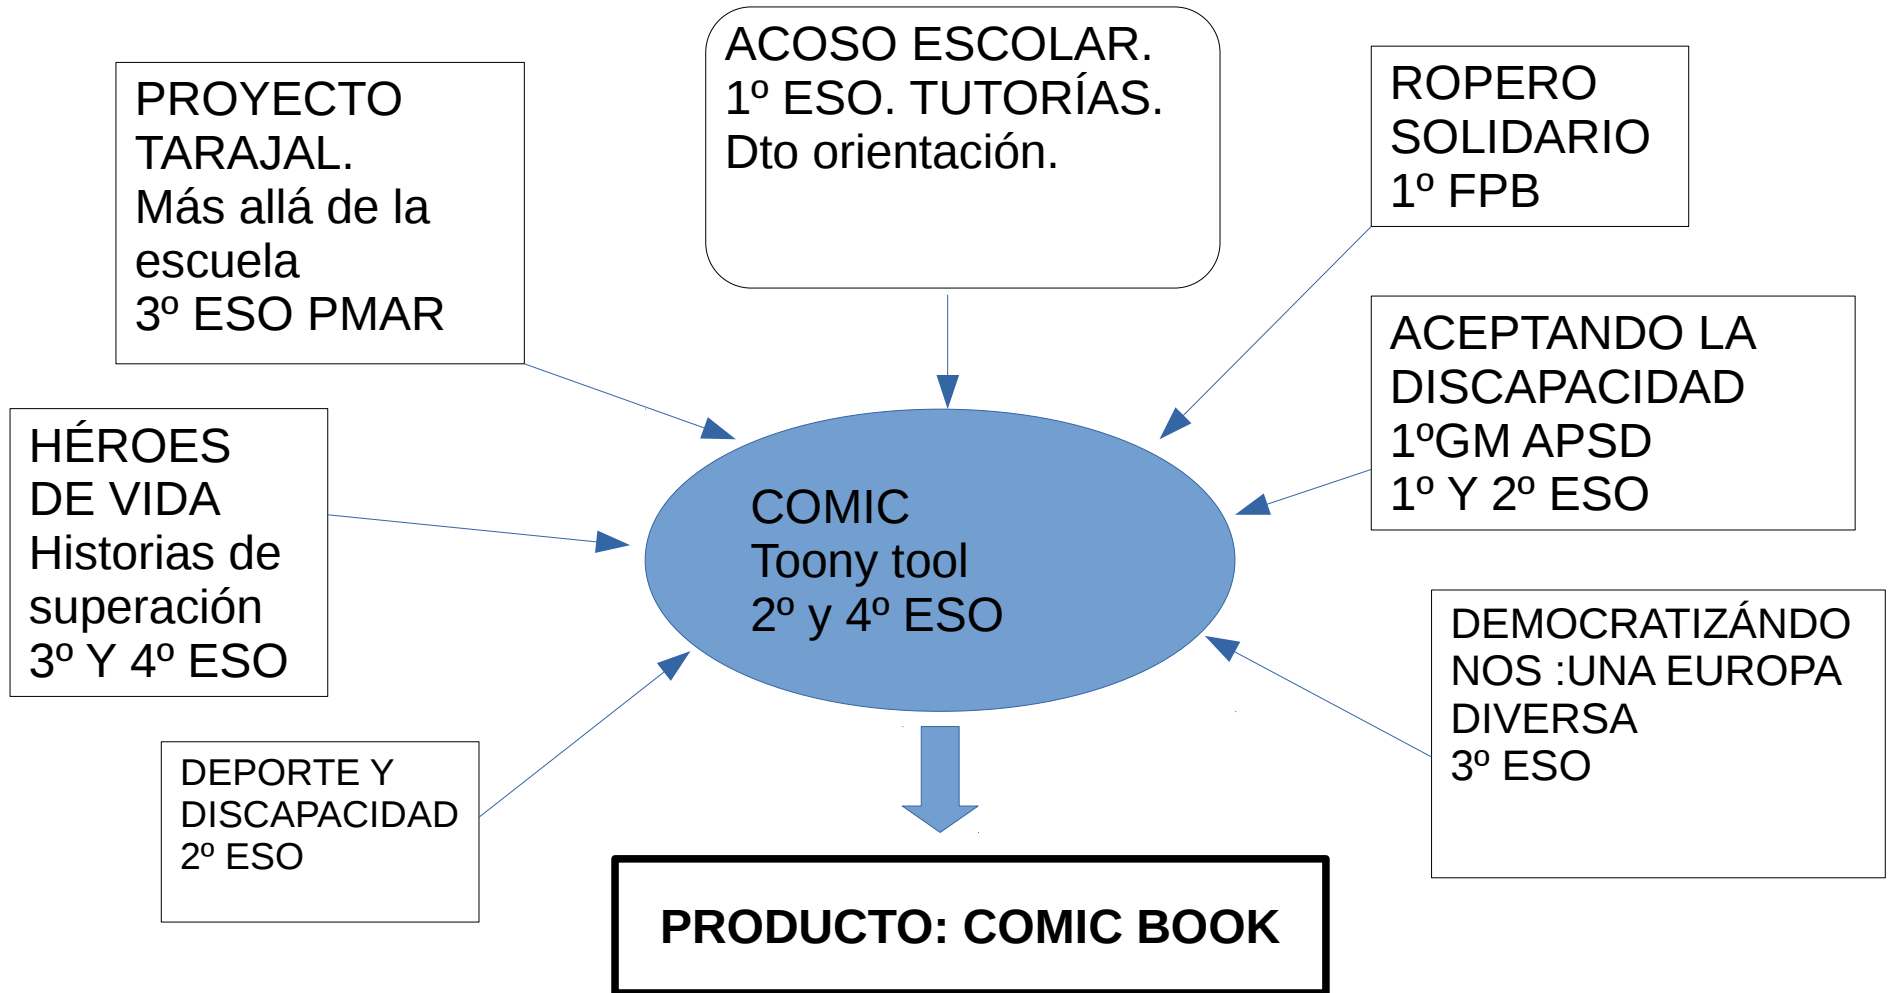 PROYECTO
TARAJAL.
Más allá de la
escuela
3º ESO PMAR
ACOSO ESCOLAR.
1º ESO. TUTORÍAS.
Dto orientación.
ROPERO
SOLIDARIO
1º FPB
ACEPTANDO LA
DISCAPACIDAD
1ºGM APSD
1º Y 2º ESO
HÉROES
DE VIDA
Historias de
superación
3º Y 4º ESO
COMIC
Toony tool
2º y 4º ESO
DEMOCRATIZÁNDO
NOS :UNA EUROPA
DIVERSA
3º ESO
DEPORTE Y
DISCAPACIDAD
2º ESO
PRODUCTO: COMIC BOOK